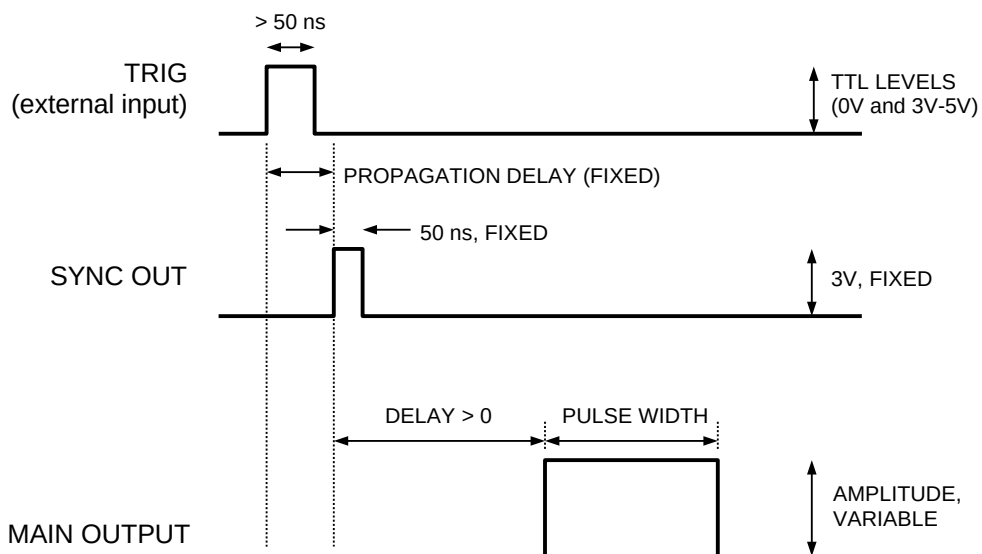 > 50 ns
TRIG
(external input)
TTL LEVELS
(0V and 3V-5V)
PROPAGATION DELAY (FIXED)
50 ns, FIXED
SYNC OUT
3V, FIXED
DELAY > 0
PULSE WIDTH
AMPLITUDE,
VARIABLE
MAIN OUTPUT